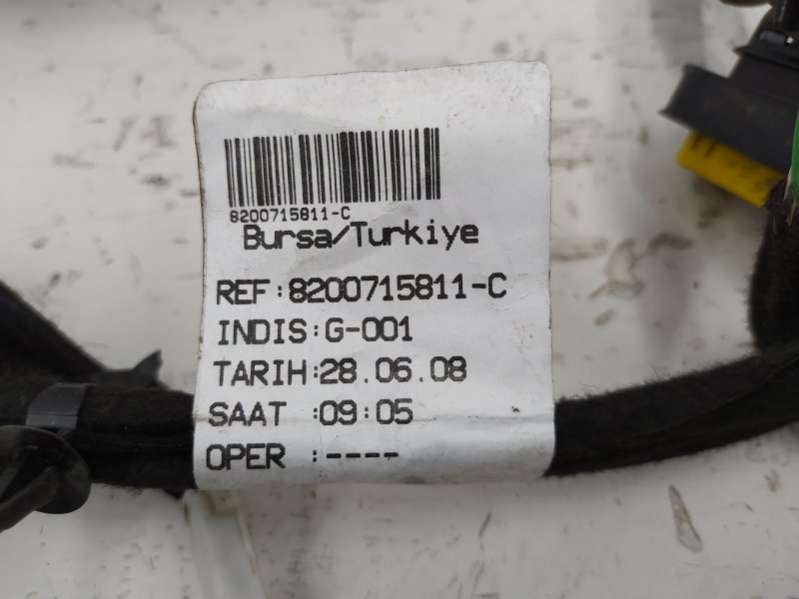 8200715811-C
Bursa/Turkiye
REF:8200715811-C
INDIS:G-001
TARIH:28.06.08
SAAT :09:05
OPER :----